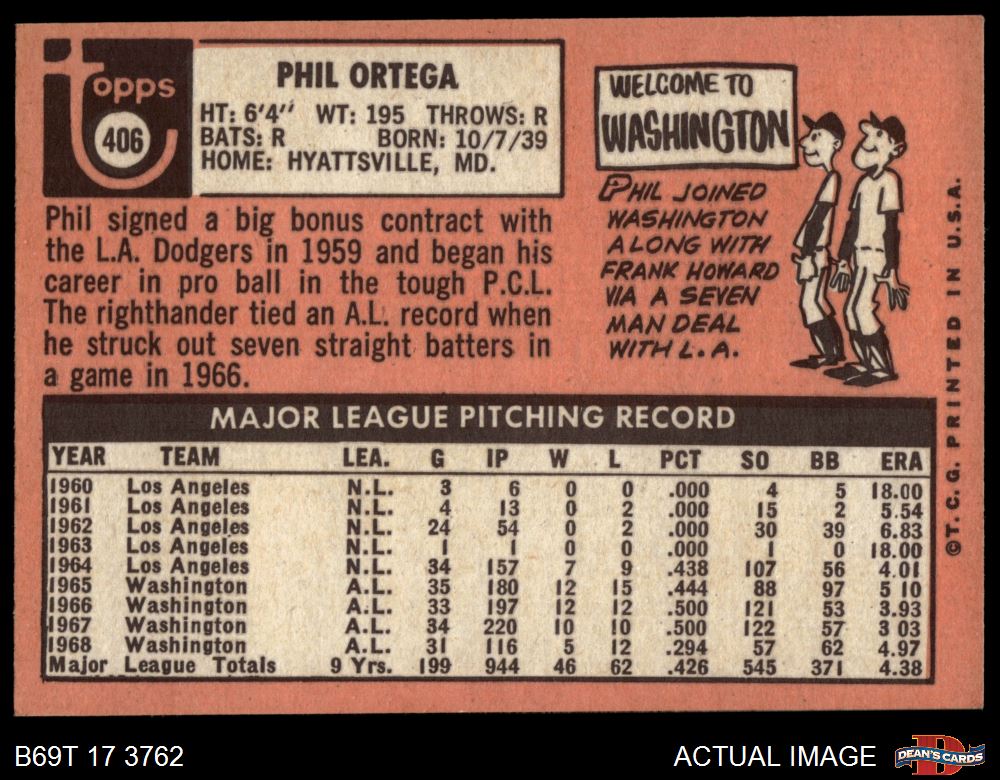 topps
406
PHIL ORTEGA
HT: 6'4" WT: 195 THROWS: R
BATS: R BORN: 10/7/39
HOME: HYATTSVILLE, MD.
Phil signed a big bonus contract with
the L.A. Dodgers in 1959 and began his
career in pro ball in the tough P.C.L.
The righthander tied an A.L. record when
he struck out seven straight batters in
a game in 1966.
WELCOME TO
WASHINGTON
PHIL JOINED
WASHINGTON
ALONG WITH
FRANK HOWARD
VIA A SEVEN
MAN DEAL
WITH L.A.
©T.C.G. PRINTED IN U.S.A.
MAJOR LEAGUE PITCHING RECORD
YEAR TEAM LEA. G IP W L PCT SO BB ERA
1960 Los Angeles N.L. 3 6 0 0 .000 4 5 18.00
1961 Los Angeles N.L. 4 13 0 2 .000 15 2 5.54
1962 Los Angeles N.L. 24 54 0 2 .000 30 39 6.83
1963 Los Angeles N.L. 1 1 0 0 .000 1 0 18.00
1964 Los Angeles N.L. 34 157 7 9 .438 107 56 4.01
1965 Washington A.L. 35 180 12 15 .444 88 97 5 10
1966 Washington A.L. 33 197 12 12 .500 121 53 3.93
1967 Washington A.L. 34 220 10 10 .500 122 57 3 03
1968 Washington A.L. 31 116 5 12 .294 57 62 4.97
Major League Totals 9 Yrs. 199 944 46 62 .426 545 371 4.38
B69T 17 3762
ACTUAL IMAGE
DEAN'S CARDS